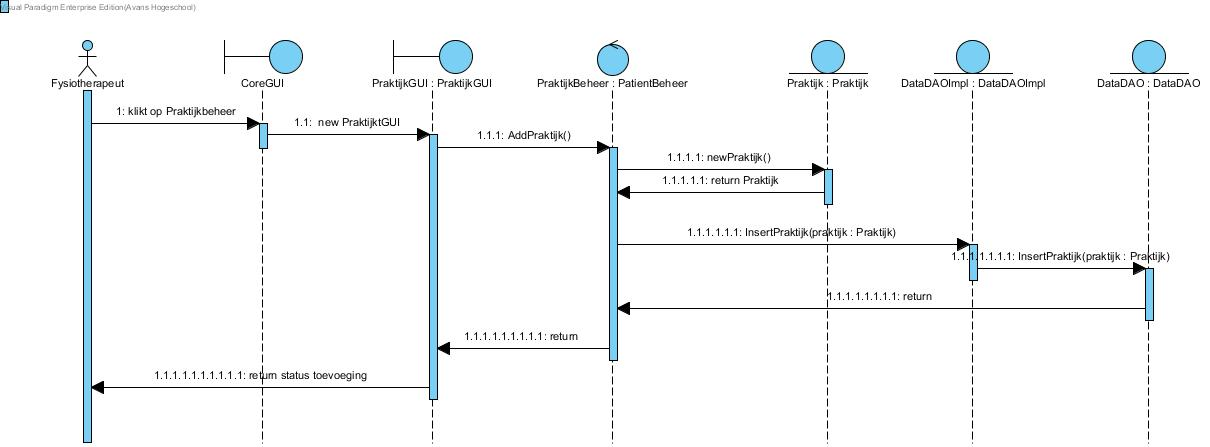 Visual Paradigm Enterprise Edition(Avans Hogeschool)
Fysiotherapeut
CoreGUI
PraktijkGUI : PraktijkGUI
PraktijkBeheer : PatientBeheer
Praktijk : Praktijk
DataDAOImpl : DataDAOImpl
DataDAO : DataDAO
1: klikt op Praktijkbeheer
1.1: new PraktijktGUI
1.1.1: AddPraktijk()
1.1.1.1: newPraktijk()
1.1.1.1.1: return Praktijk
1.1.1.1.1.1: InsertPraktijk(praktijk : Praktijk)
1.1.1.1.1.1.1: InsertPraktijk(praktijk : Praktijk)
1.1.1.1.1.1.1.1: return
1.1.1.1.1.1.1.1.1: return
1.1.1.1.1.1.1.1.1.1: return status toevoeging